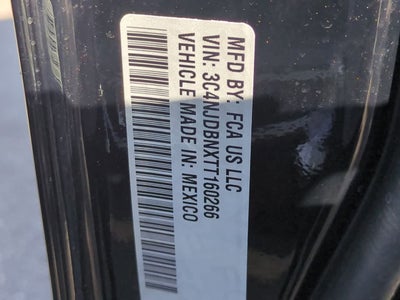 MFD BY: FCA US LLC
VIN: 3C4NJDBNXTT160266
VEHICLE MADE IN: MEXICO